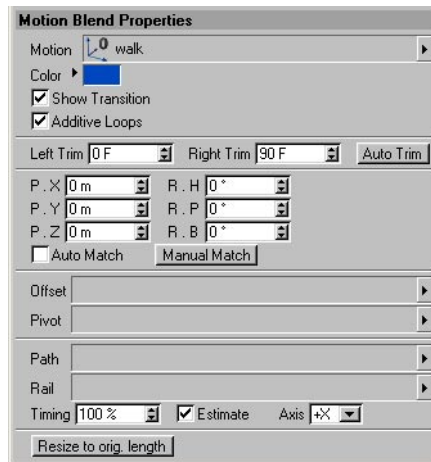 Motion Blend Properties
Motion 0 walk
Color
Show Transition
Additive Loops
Left Trim 0 F Right Trim 90 F Auto Trim
P . X 0 m R . H 0 °
P . Y 0 m R . P 0 °
P . Z 0 m R . B 0 °
Auto Match Manual Match
Offset
Pivot
Path
Rail
Timing 100 % Estimate Axis +X
Resize to orig. length